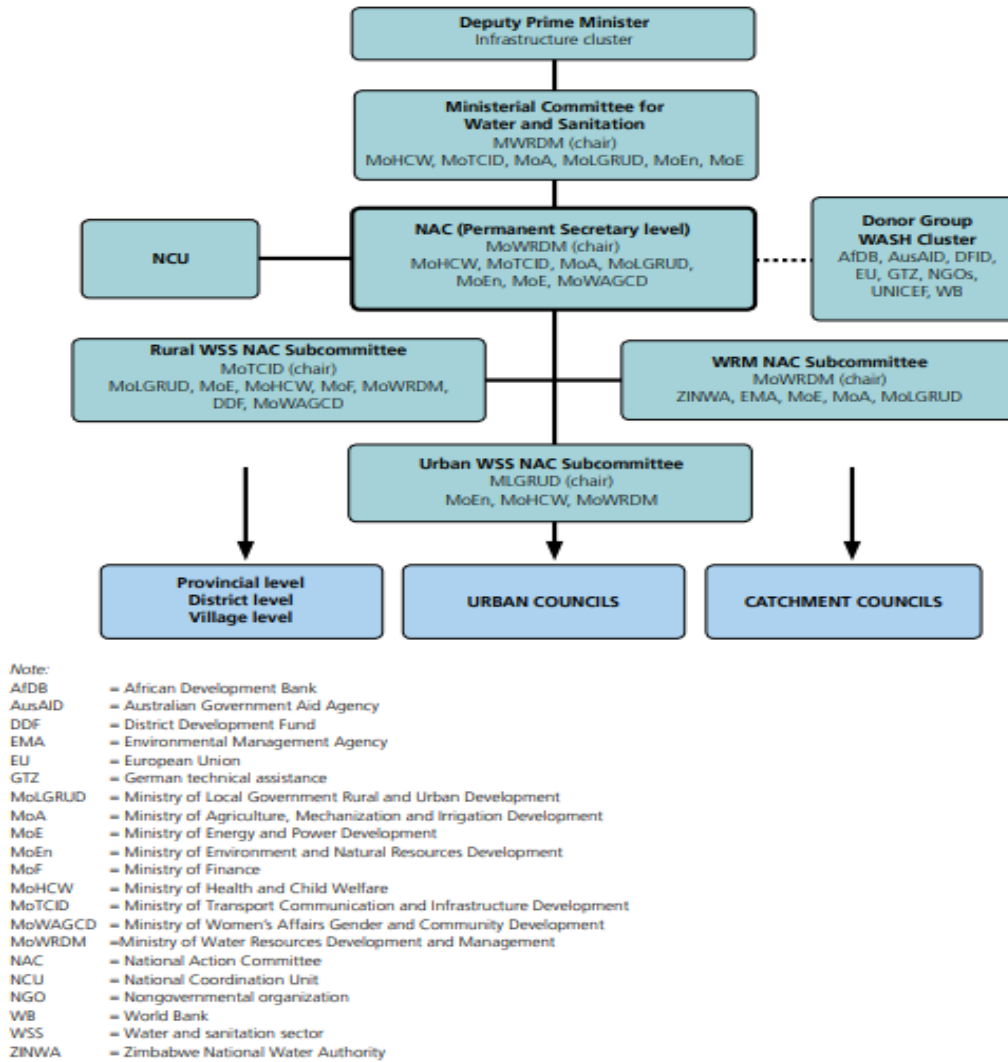 Deputy Prime Minister
Infrastructure cluster
Ministerial Committee for
Water and Sanitation
MWRDM (chair)
MoHCW, MoTCID, MoA, MoLGRUD, MoEn, MoE
NCU
NAC (Permanent Secretary level)
MoWRDM (chair)
MoHCW, MoTCID, MoA, MoLGRUD,
MoEn, MoE, MoWAGCD
Donor Group
WASH Cluster
AfDB, AusAID, DFID,
EU, GTZ, NGOs,
UNICEF, WB
Rural WSS NAC Subcommittee
MoTCID (chair)
MoLGRUD, MoE, MoHCW, MoF, MoWRDM,
DDF, MoWAGCD
WRM NAC Subcommittee
MoWRDM (chair)
ZINWA, EMA, MoE, MoA, MoLGRUD
Urban WSS NAC Subcommittee
MLGRUD (chair)
MoEn, MoHCW, MoWRDM
Provincial level
District level
Village level
URBAN COUNCILS
CATCHMENT COUNCILS
Note:
AfDB = African Development Bank
AusAID = Australian Government Aid Agency
DDF = District Development Fund
EMA = Environmental Management Agency
EU = European Union
GTZ = German technical assistance
MoLGRUD = Ministry of Local Government Rural and Urban Development
MoA = Ministry of Agriculture, Mechanization and Irrigation Development
MoE = Ministry of Energy and Power Development
MoEn = Ministry of Environment and Natural Resources Development
MoF = Ministry of Finance
MoHCW = Ministry of Health and Child Welfare
MoTCID = Ministry of Transport Communication and Infrastructure Development
MoWAGCD = Ministry of Women's Affairs Gender and Community Development
MoWRDM =Ministry of Water Resources Development and Management
NAC = National Action Committee
NCU = National Coordination Unit
NGO = Nongovernmental organization
WB = World Bank
WSS = Water and sanitation sector
ZINWA = Zimbabwe National Water Authority